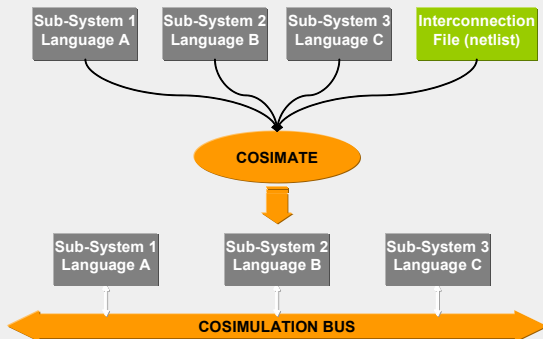 Sub-System 1
Language A
Sub-System 2
Language B
Sub-System 3
Language C
Interconnection
File (netlist)
COSIMATE
Sub-System 1
Language A
Sub-System 2
Language B
Sub-System 3
Language C
COSIMULATION BUS